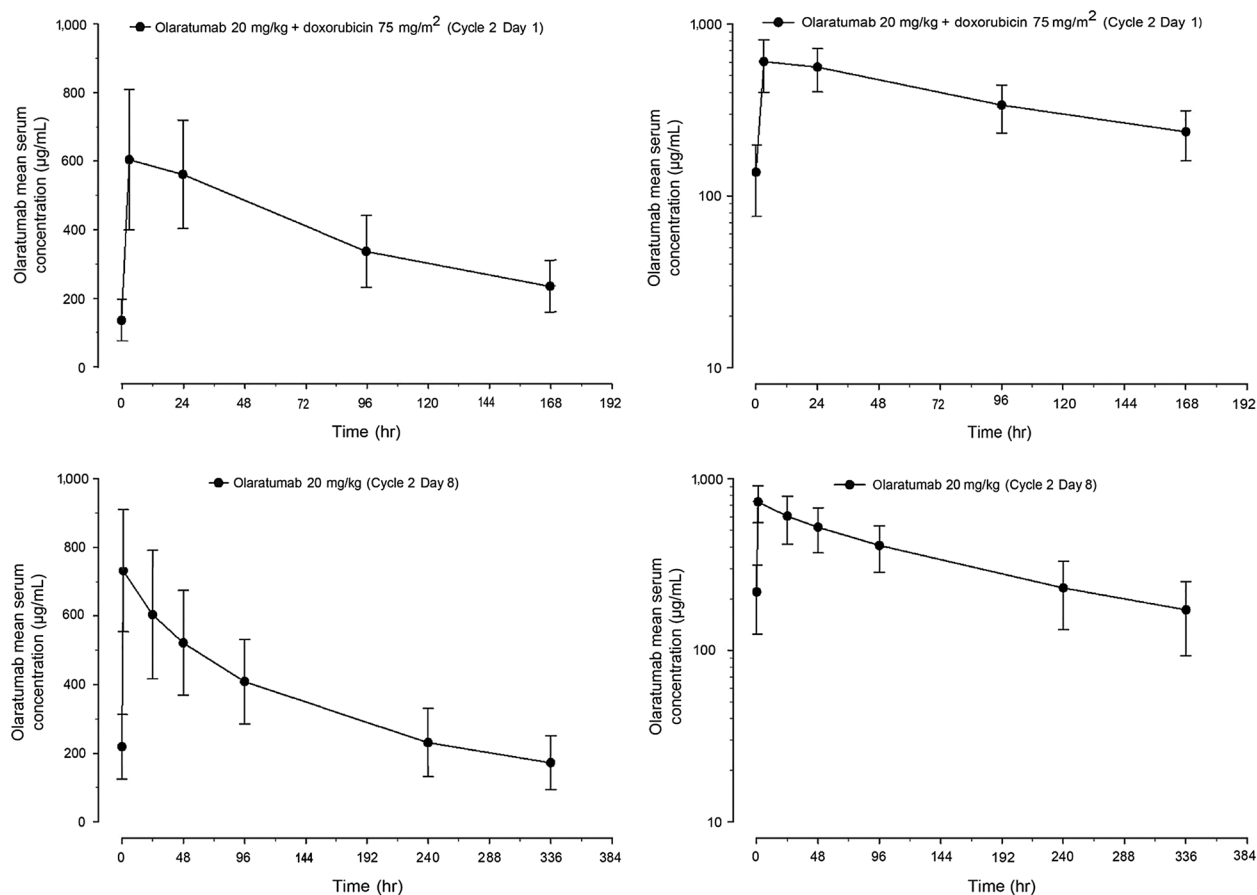 Olaratumab 20 mg/kg + doxorubicin 75 mg/m² (Cycle 2 Day 1)
Olaratumab mean serum
concentration (µg/mL)
1,000
800
600
400
200
0
0 24 48 72 96 120 144 168 192
Time (hr)
Olaratumab 20 mg/kg + doxorubicin 75 mg/m² (Cycle 2 Day 1)
Olaratumab mean serum
concentration (µg/mL)
1,000
100
10
0 24 48 72 96 120 144 168 192
Time (hr)
Olaratumab 20 mg/kg (Cycle 2 Day 8)
Olaratumab mean serum
concentration (µg/mL)
1,000
800
600
400
200
0
0 48 96 144 192 240 288 336 384
Time (hr)
Olaratumab 20 mg/kg (Cycle 2 Day 8)
Olaratumab mean serum
concentration (µg/mL)
1,000
100
10
0 48 96 144 192 240 288 336 384
Time (hr)